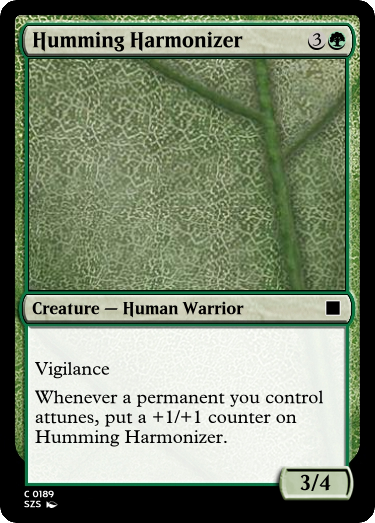 Humming Harmonizer 3
Creature — Human Warrior
Vigilance
Whenever a permanent you control
attunes, put a +1/+1 counter on
Humming Harmonizer.
3/4
C 0189
SZS